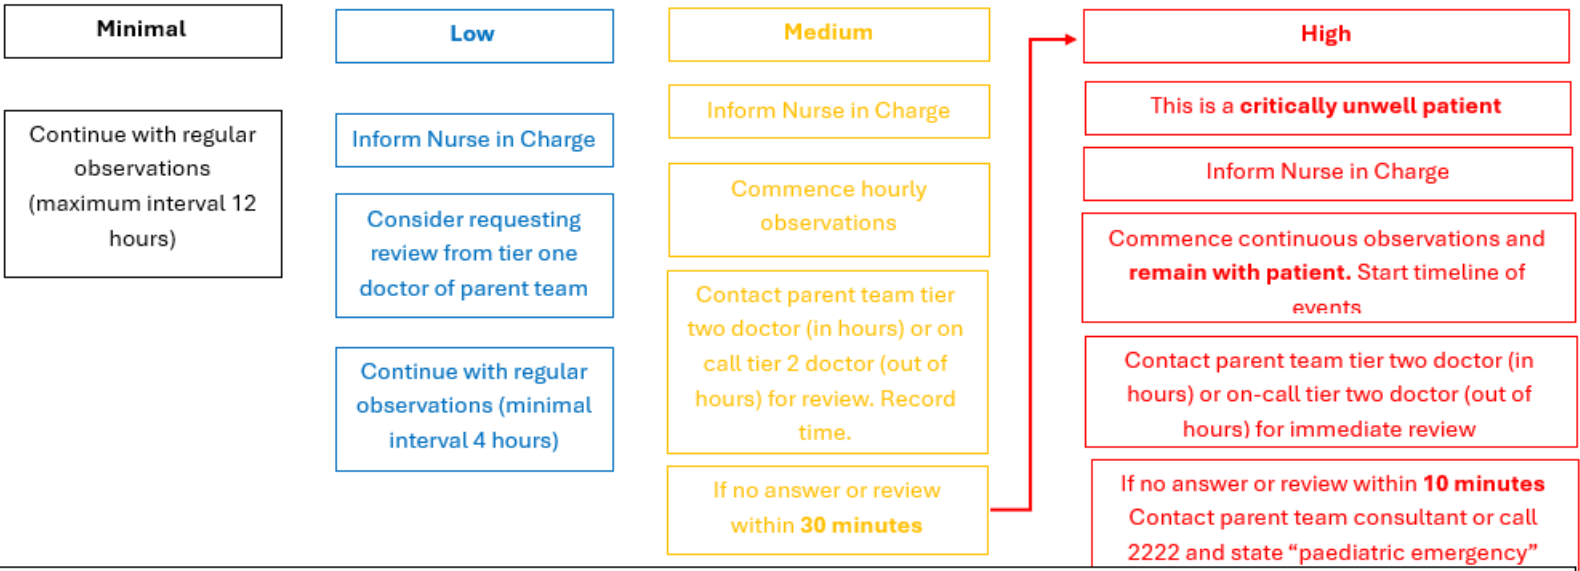 Minimal
Continue with regular
observations
(maximum interval 12
hours)
Low
Inform Nurse in Charge
Consider requesting
review from tier one
doctor of parent team
Continue with regular
observations (minimal
interval 4 hours)
Medium
Inform Nurse in Charge
Commence hourly
observations
Contact parent team tier
two doctor (in hours) or on
call tier 2 doctor (out of
hours) for review. Record
time.
If no answer or review
within 30 minutes
High
This is a critically unwell patient
Inform Nurse in Charge
Commence continuous observations and
remain with patient. Start timeline of
events
Contact parent team tier two doctor (in
hours) or on-call tier two doctor (out of
hours) for immediate review
If no answer or review within 10 minutes
Contact parent team consultant or call
2222 and state “paediatric emergency”